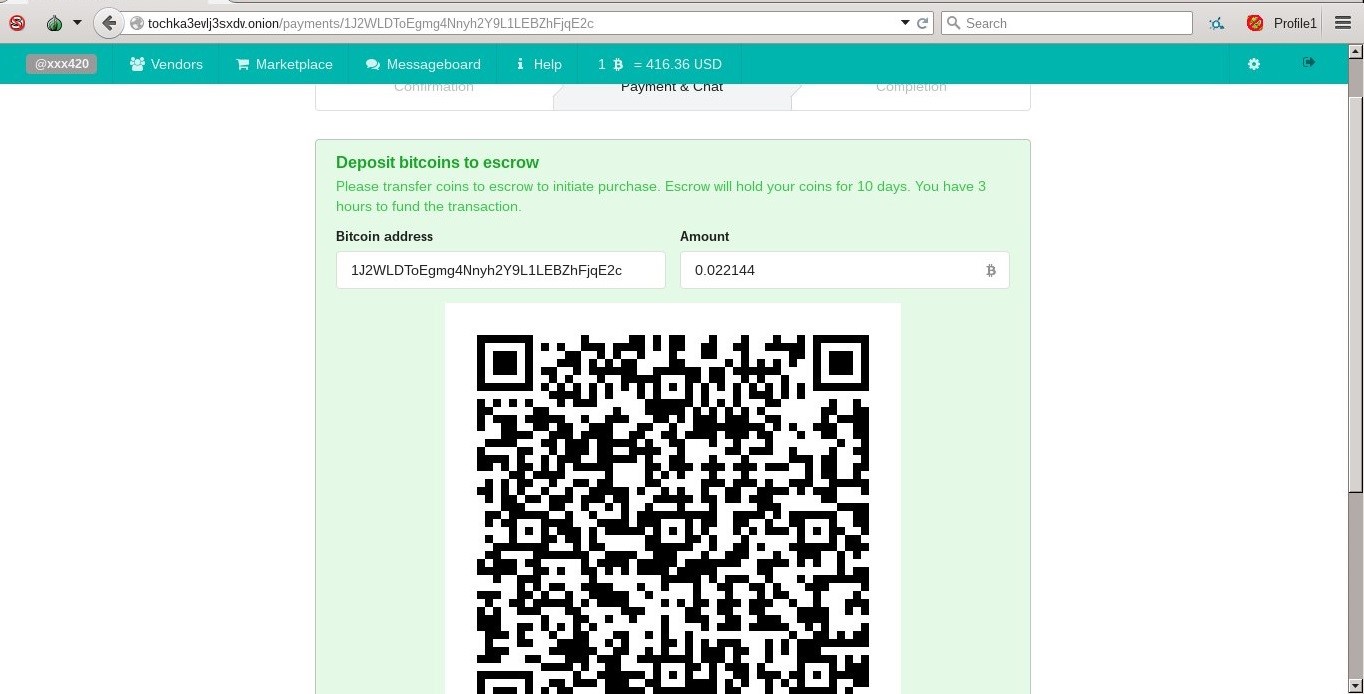 tochka3evlj3sxdv.onion/payments/1J2WLDToEgmg4Nnyh2Y9L1LEBZhFjqE2c
Search
Profile1
@xxx420
Vendors
Marketplace
Messageboard
Help
1 ₿ = 416.36 USD
Confirmation
Payment & Chat
Completion
Deposit bitcoins to escrow
Please transfer coins to escrow to initiate purchase. Escrow will hold your coins for 10 days. You have 3
hours to fund the transaction.
Bitcoin address
Amount
1J2WLDToEgmg4Nnyh2Y9L1LEBZhFjqE2c
0.022144 ₿